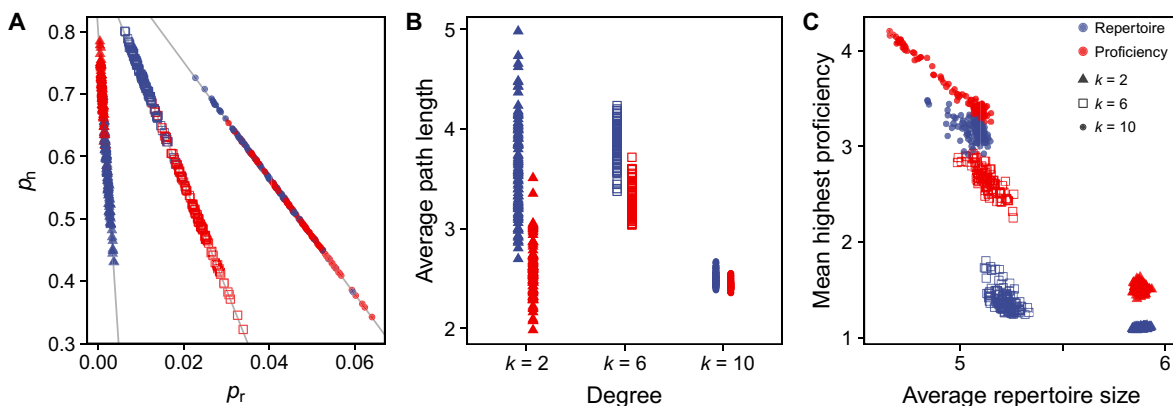 A
0.8
0.7
0.6
0.5
0.4
0.3
pn
0.00
0.02
0.04
0.06
pr
B
5
4
3
2
Average path length
k = 2
k = 6
k = 10
Degree
C
4
3
2
1
Mean highest proficiency
Repertoire
Proficiency
k = 2
k = 6
k = 10
5
6
Average repertoire size